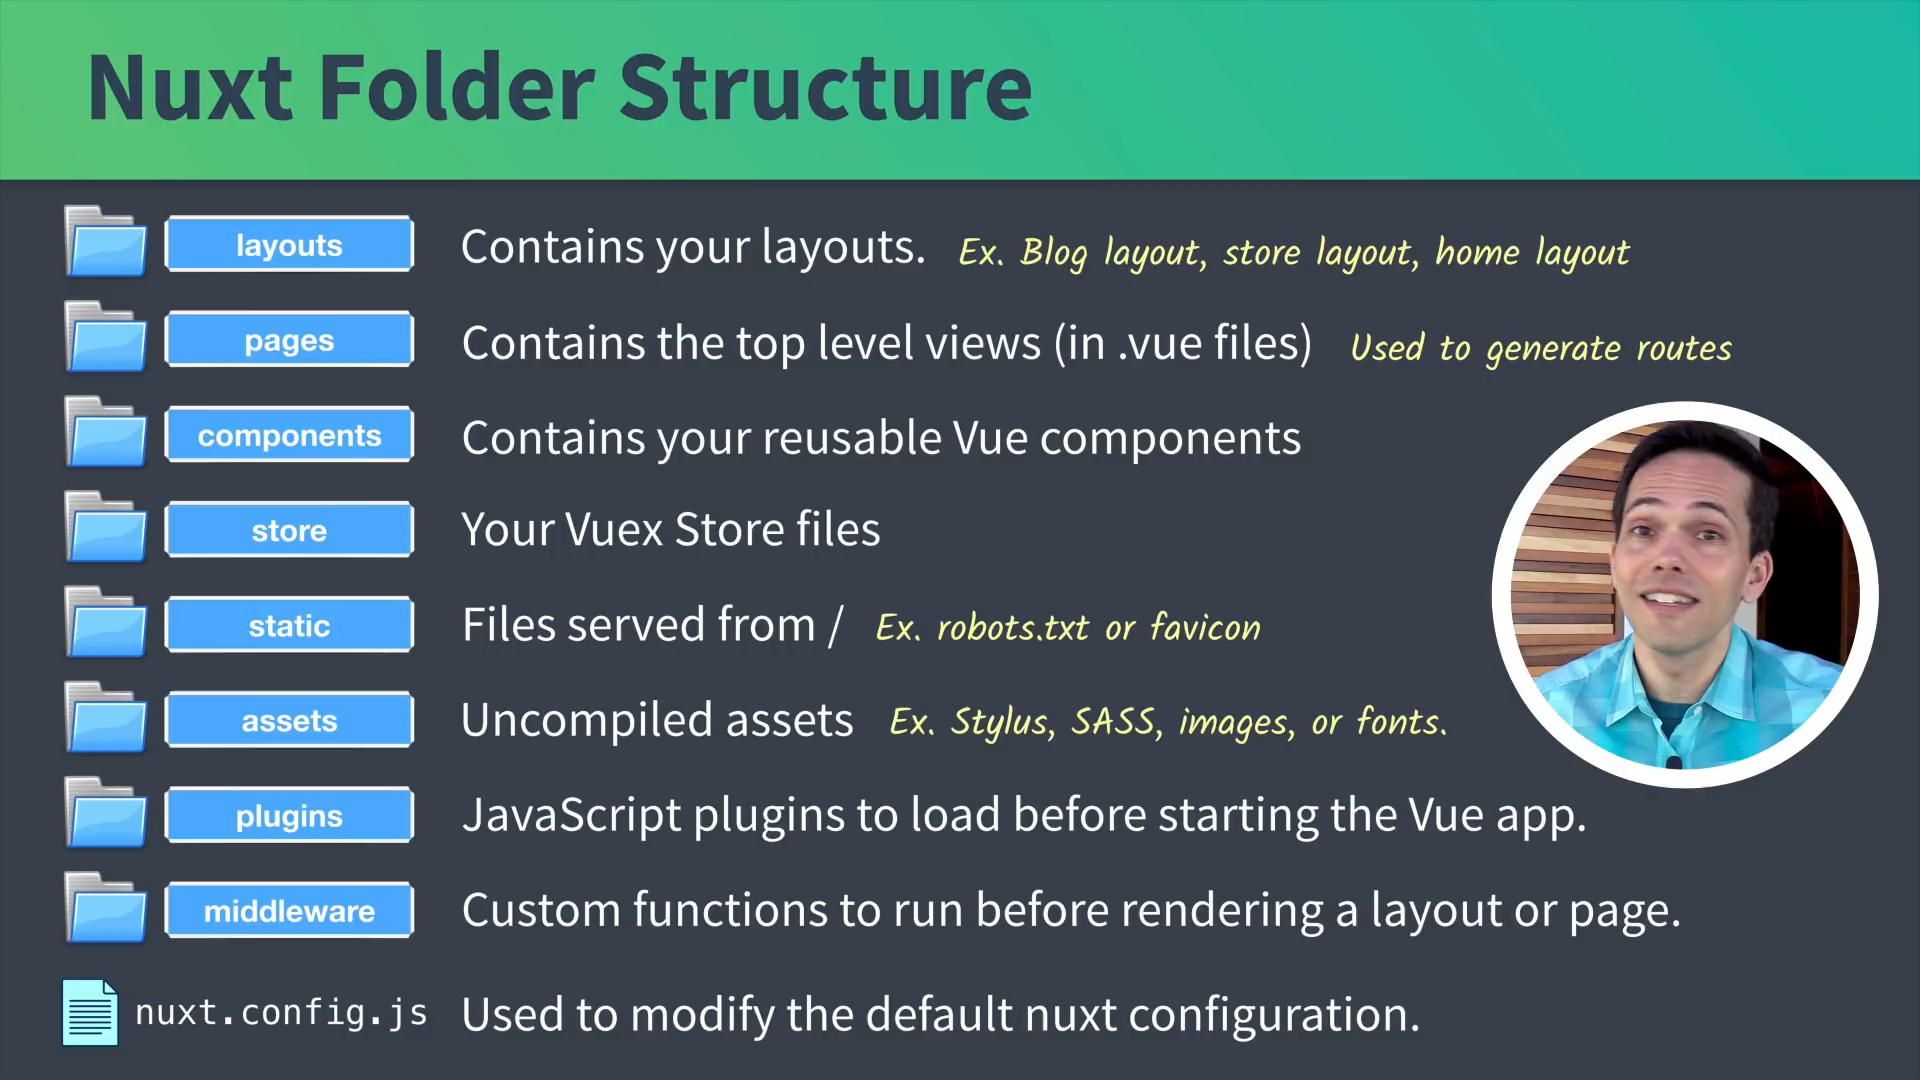 Nuxt Folder Structure
layouts Contains your layouts. Ex. Blog layout, store layout, home layout
pages Contains the top level views (in .vue files) Used to generate routes
components Contains your reusable Vue components
store Your Vuex Store files
static Files served from / Ex. robots.txt or favicon
assets Uncompiled assets Ex. Stylus, SASS, images, or fonts.
plugins JavaScript plugins to load before starting the Vue app.
middleware Custom functions to run before rendering a layout or page.
nuxt.config.js Used to modify the default nuxt configuration.